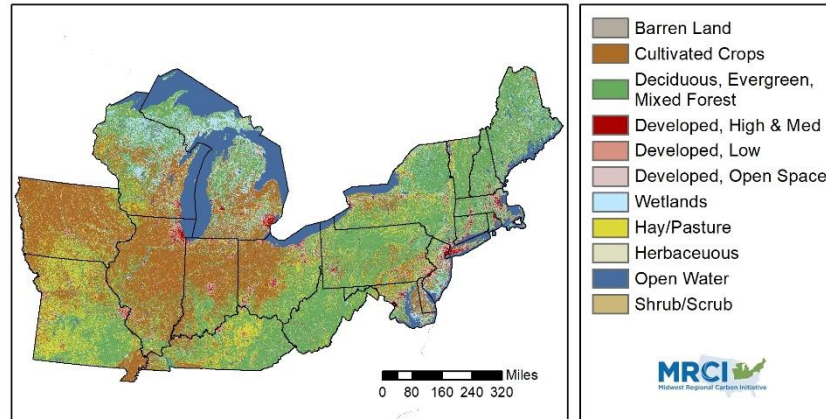 Miles
0 80 160 240 320
Barren Land
Cultivated Crops
Deciduous, Evergreen,
Mixed Forest
Developed, High & Med
Developed, Low
Developed, Open Space
Wetlands
Hay/Pasture
Herbaceuous
Open Water
Shrub/Scrub
MRCI
Midwest Regional Carbon Initiative